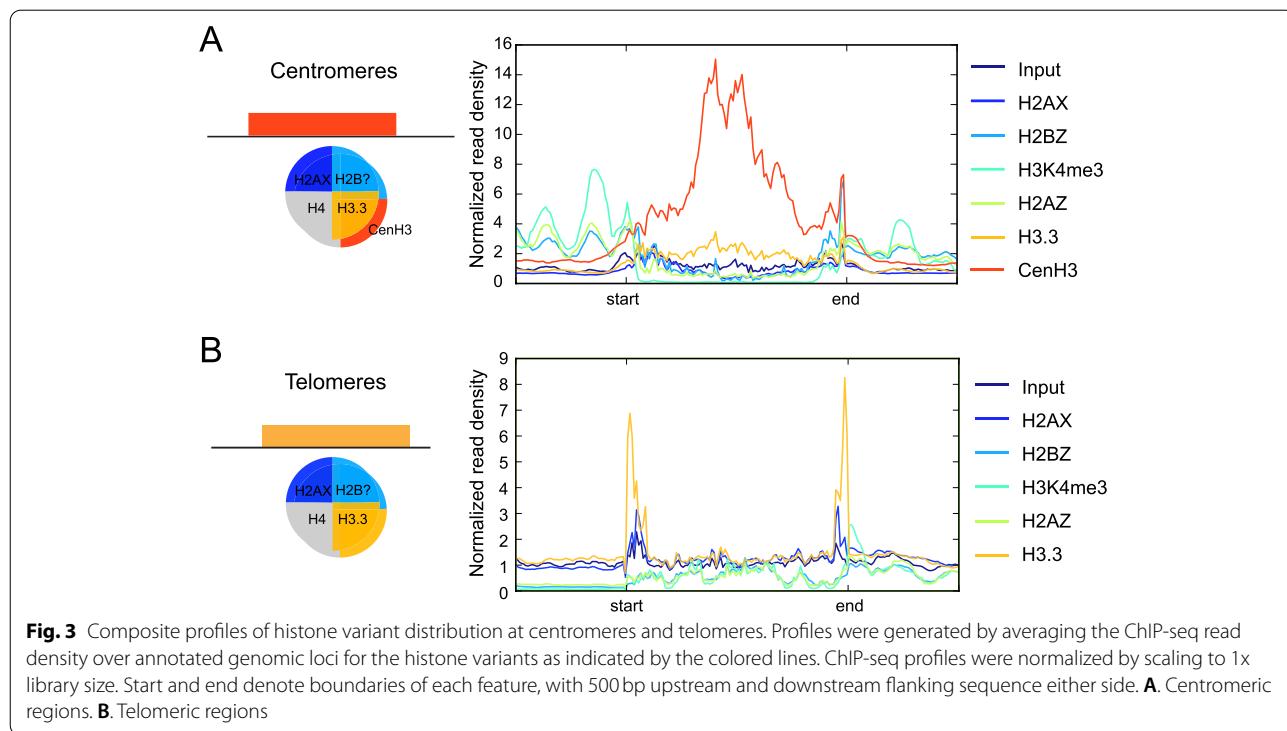 A
Centromeres
H2AX
H2B?
H4
H3.3
CenH3
Normalized read density
16
14
12
10
8
6
4
2
0
start
end
Input
H2AX
H2BZ
H3K4me3
H2AZ
H3.3
CenH3
B
Telomeres
H2AX
H2B?
H4
H3.3
Normalized read density
9
8
7
6
5
4
3
2
1
0
start
end
Input
H2AX
H2BZ
H3K4me3
H2AZ
H3.3
Fig. 3 Composite profiles of histone variant distribution at centromeres and telomeres. Profiles were generated by averaging the ChIP-seq read
density over annotated genomic loci for the histone variants as indicated by the colored lines. ChIP-seq profiles were normalized by scaling to 1x
library size. Start and end denote boundaries of each feature, with 500 bp upstream and downstream flanking sequence either side. A. Centromeric
regions. B. Telomeric regions